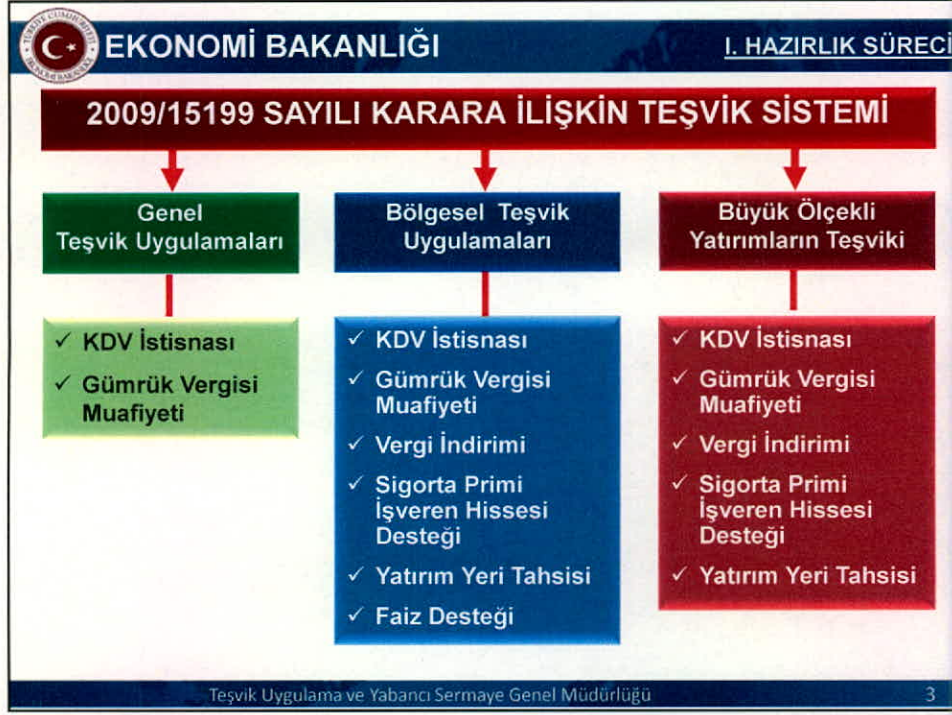 EKONOMİ BAKANLIĞI
I. HAZIRLIK SÜRECİ
2009/15199 SAYILI KARARA İLİŞKİN TEŞVİK SİSTEMİ
Genel
Teşvik Uygulamaları
✓ KDV İstisnası
✓ Gümrük Vergisi
Muafiyeti
Bölgesel Teşvik
Uygulamaları
✓ KDV İstisnası
✓ Gümrük Vergisi
Muafiyeti
✓ Vergi İndirimi
✓ Sigorta Primi
İşveren Hissesi
Desteği
✓ Yatırım Yeri Tahsisi
✓ Faiz Desteği
Büyük Ölçekli
Yatırımların Teşviki
✓ KDV İstisnası
✓ Gümrük Vergisi
Muafiyeti
✓ Vergi İndirimi
✓ Sigorta Primi
İşveren Hissesi
Desteği
✓ Yatırım Yeri Tahsisi
Teşvik Uygulama ve Yabancı Sermaye Genel Müdürlüğü
3